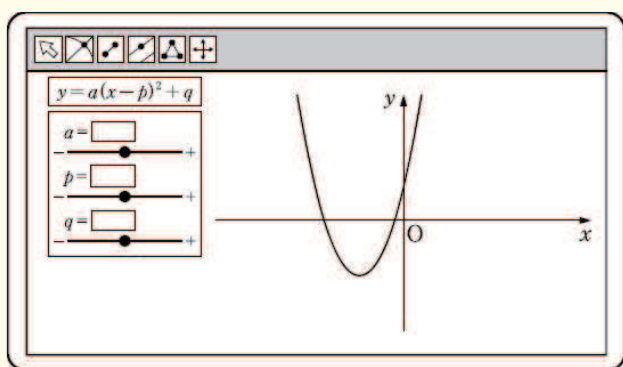 y=a(x−p)²+q
a=
− +
p=
− +
q=
− +
y
O
x